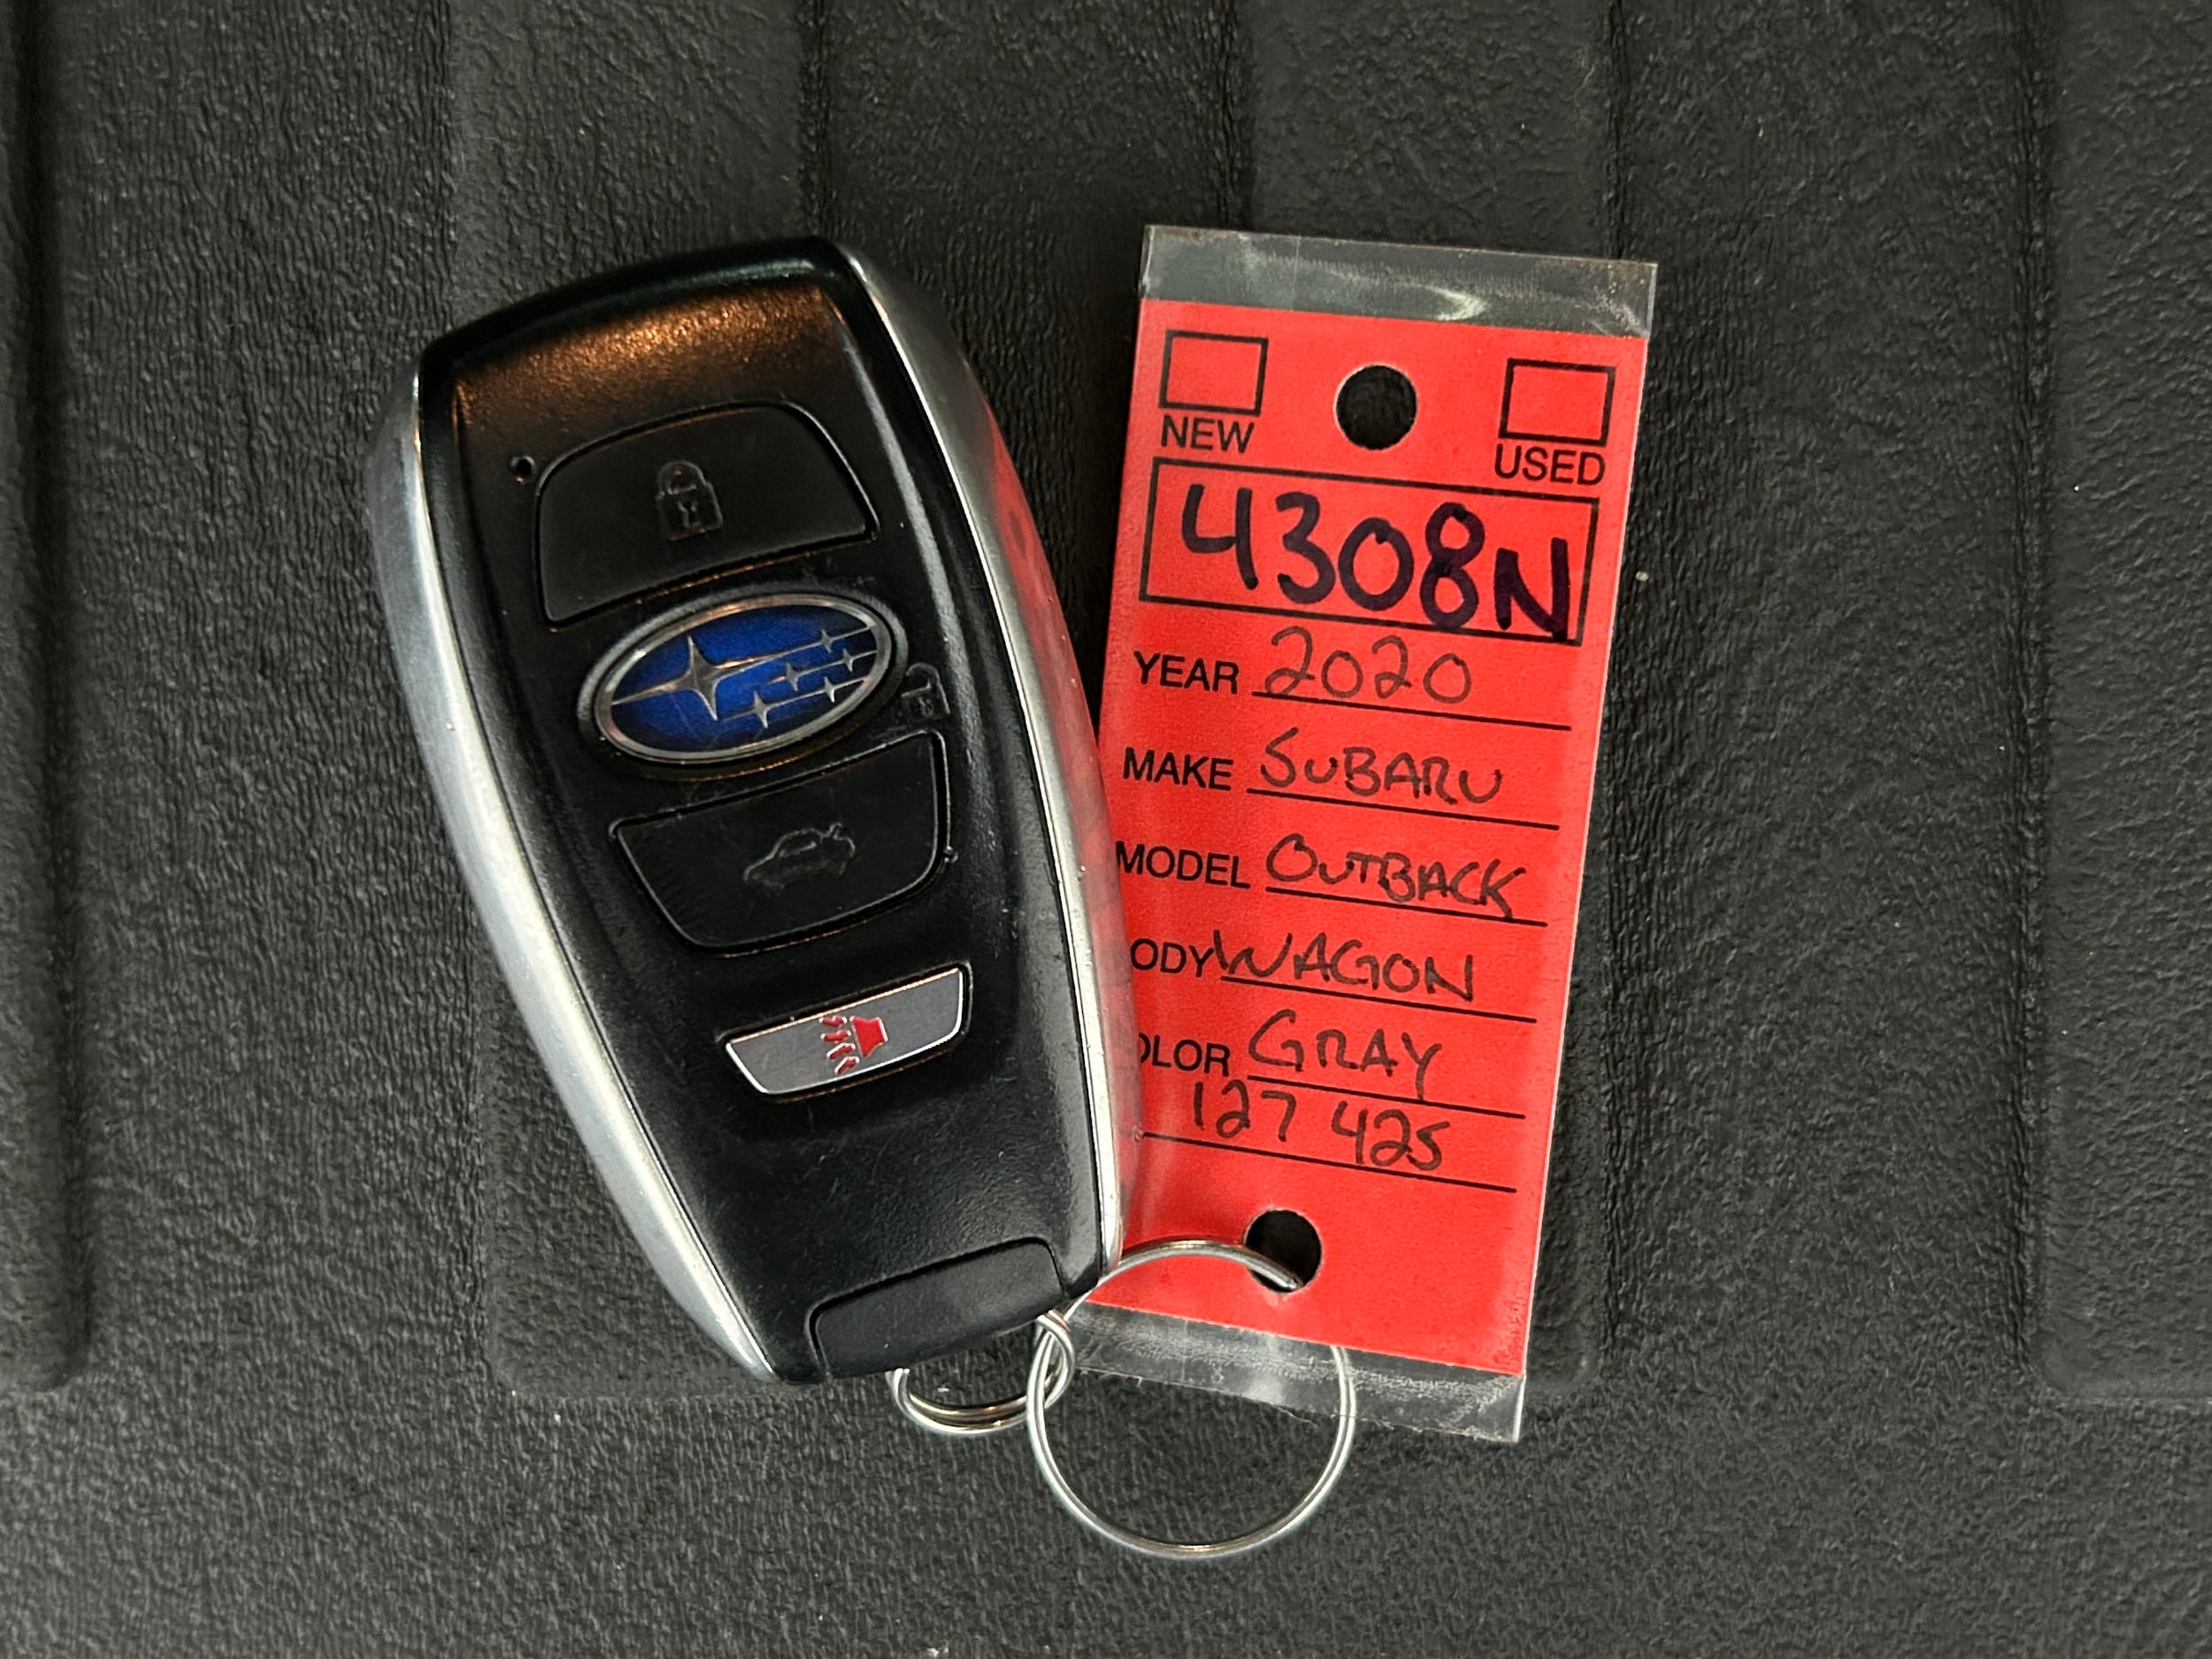 NEW USED
4308N
YEAR 2020
MAKE SUBARU
MODEL OUTBACK
ODY WAGON
OLOR GRAY
127 425